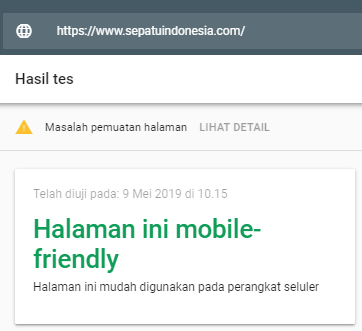 https://www.sepatuindonesia.com/
Hasil tes
Masalah pemuatan halaman LIHAT DETAIL
Telah diuji pada: 9 Mei 2019 di 10.15
Halaman ini mobile-
friendly
Halaman ini mudah digunakan pada perangkat seluler